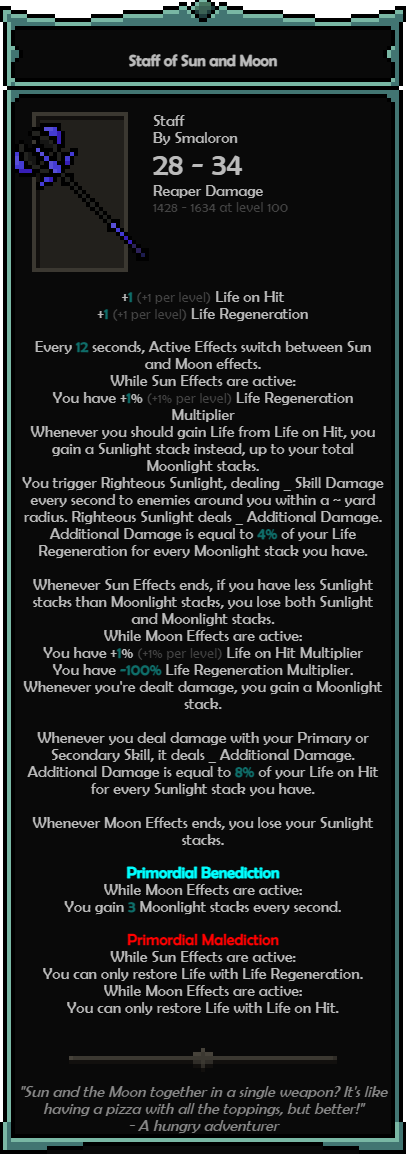 Staff of Sun and Moon
Staff
By Smaloron
28 - 34
Reaper Damage
1428 - 1634 at level 100
+1 (+1 per level) Life on Hit
+1 (+1 per level) Life Regeneration
Every 12 seconds, Active Effects switch between Sun
and Moon effects.
While Sun Effects are active:
You have +1% (+1% per level) Life Regeneration
Multiplier
Whenever you should gain Life from Life on Hit, you
gain a Sunlight stack instead, up to your total
Moonlight stacks.
You trigger Righteous Sunlight, dealing _ Skill Damage
every second to enemies around you within a ~ yard
radius. Righteous Sunlight deals _ Additional Damage.
Additional Damage is equal to 4% of your Life
Regeneration for every Moonlight stack you have.
Whenever Sun Effects ends, if you have less Sunlight
stacks than Moonlight stacks, you lose both Sunlight
and Moonlight stacks.
While Moon Effects are active:
You have +1% (+1% per level) Life on Hit Multiplier
You have -100% Life Regeneration Multiplier.
Whenever you're dealt damage, you gain a Moonlight
stack.
Whenever you deal damage with your Primary or
Secondary Skill, it deals _ Additional Damage.
Additional Damage is equal to 8% of your Life on Hit
for every Sunlight stack you have.
Whenever Moon Effects ends, you lose your Sunlight
stacks.
Primordial Benediction
While Moon Effects are active:
You gain 3 Moonlight stacks every second.
Primordial Malediction
While Sun Effects are active:
You can only restore Life with Life Regeneration.
While Moon Effects are active:
You can only restore Life with Life on Hit.
"Sun and the Moon together in a single weapon? It's like
having a pizza with all the toppings, but better!"
- A hungry adventurer